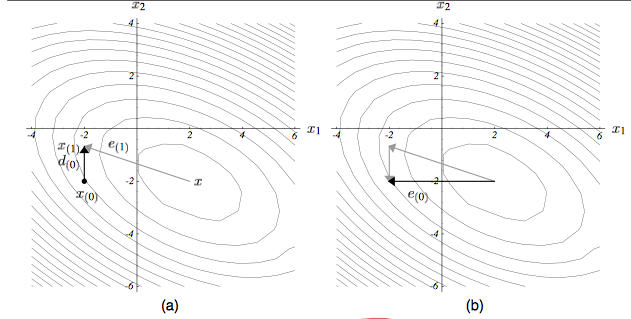 x₂ x₂
4 4
2 2
-4 -2 2 4 6 x₁ -4 -2 2 4 6 x₁
x₍₁₎ e₍₁₎
d₍₀₎
-2 x -2
x₍₀₎ e₍₀₎
-4 -4
-6 -6
(a) (b)